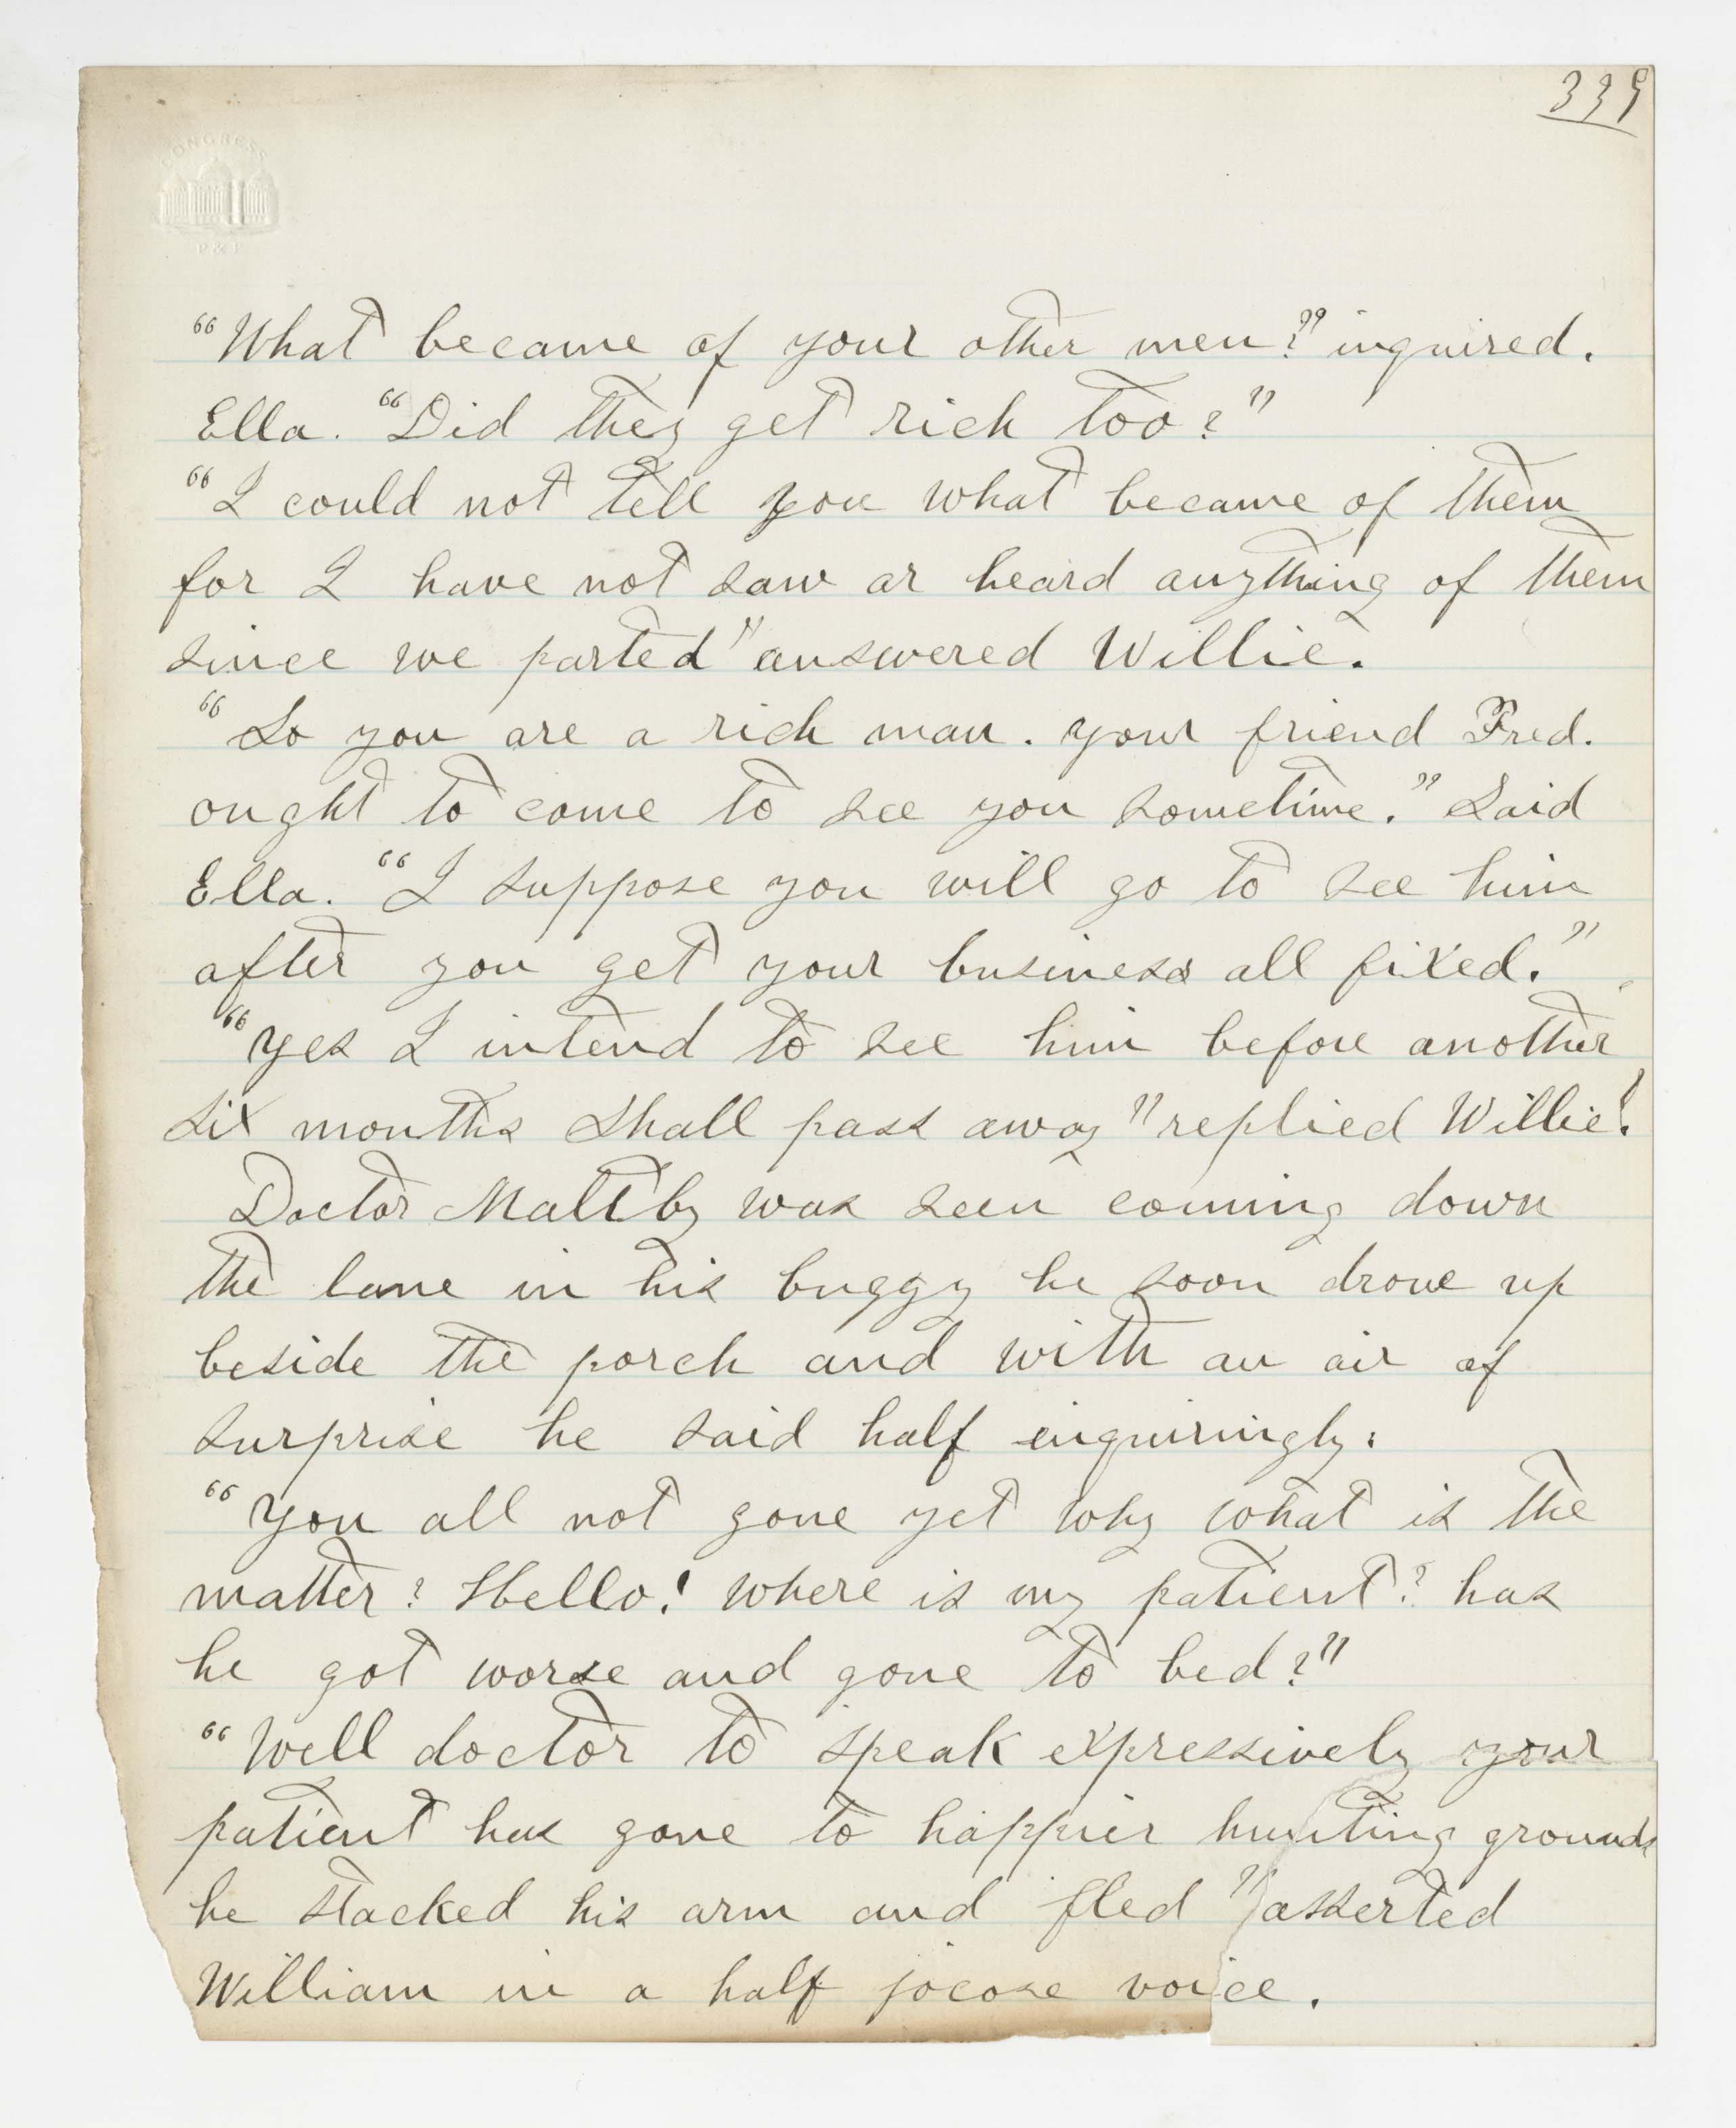 339
CONGRESS
P & P
"What became of your other men?" inquired.
Ella. "Did they get rich too?"
"I could not tell you what became of them
for I have not saw or heard anything of them
since we parted" answered Willie.
"So you are a rich man. your friend Fred.
ought to come to see you sometime." Said
Ella. "I suppose you will go to see him
after you get your business all fixed."
"Yes I intend to see him before another
six months shall pass away" replied Willie!
Doctor Maltby was seen coming down
the lane in his buggy he soon drove up
beside the porch and with an air of
surprise he said half inquiringly:
"You all not gone yet why what is the
matter? Hello! where is my patient? has
he got worse and gone to bed?"
"Well doctor to speak expressively your
patient has gone to happier hunting grounds
he stacked his arm and fled" asserted
William in a half jocose voice.